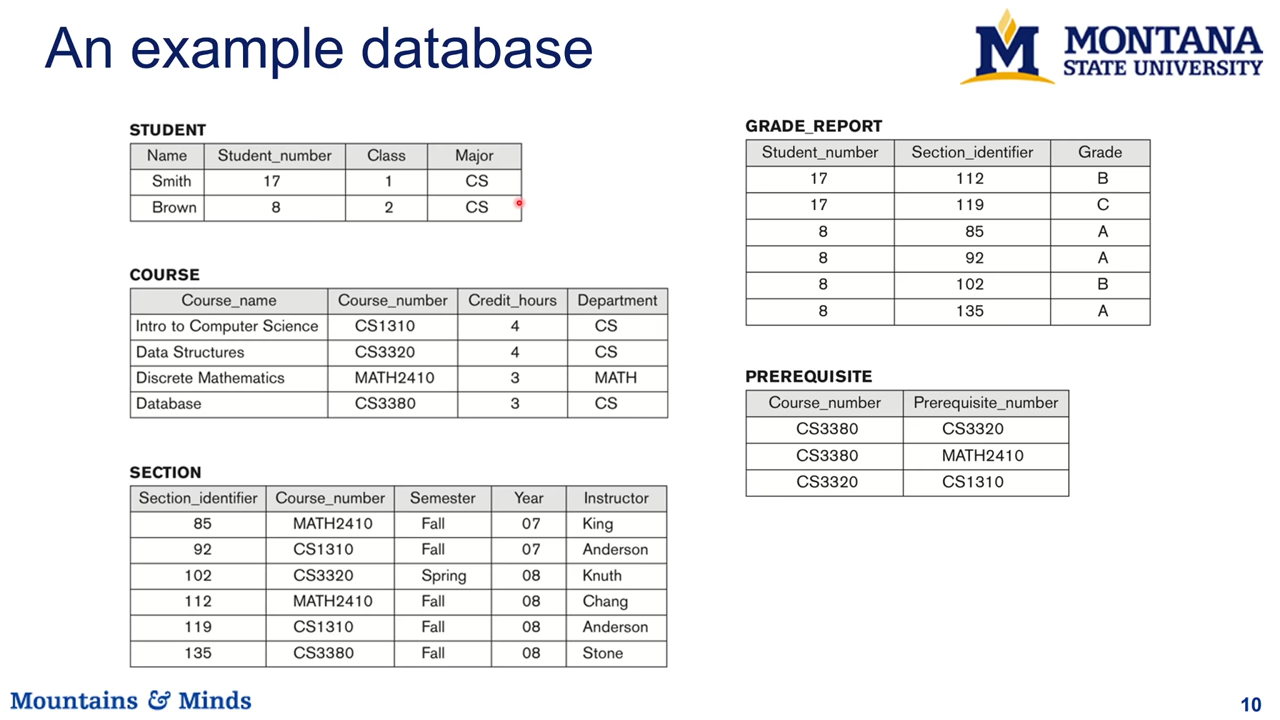 An example database
MONTANA
STATE UNIVERSITY
STUDENT
Name Student_number Class Major
Smith 17 1 CS
Brown 8 2 CS
COURSE
Course_name Course_number Credit_hours Department
Intro to Computer Science CS1310 4 CS
Data Structures CS3320 4 CS
Discrete Mathematics MATH2410 3 MATH
Database CS3380 3 CS
SECTION
Section_identifier Course_number Semester Year Instructor
85 MATH2410 Fall 07 King
92 CS1310 Fall 07 Anderson
102 CS3320 Spring 08 Knuth
112 MATH2410 Fall 08 Chang
119 CS1310 Fall 08 Anderson
135 CS3380 Fall 08 Stone
GRADE_REPORT
Student_number Section_identifier Grade
17 112 B
17 119 C
8 85 A
8 92 A
8 102 B
8 135 A
PREREQUISITE
Course_number Prerequisite_number
CS3380 CS3320
CS3380 MATH2410
CS3320 CS1310
Mountains & Minds
10